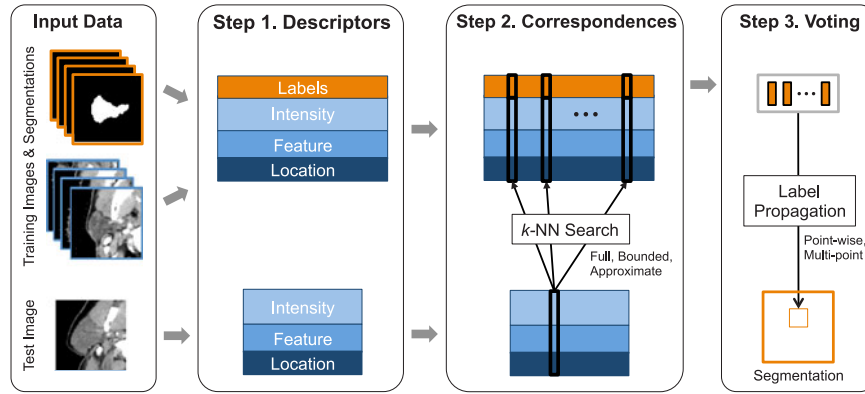 Input Data
Training Images & Segmentations
Test Image
Step 1. Descriptors
Labels
Intensity
Feature
Location
Intensity
Feature
Location
Step 2. Correspondences
...
k-NN Search
Full, Bounded,
Approximate
Step 3. Voting
...
Label
Propagation
Point-wise,
Multi-point
Segmentation